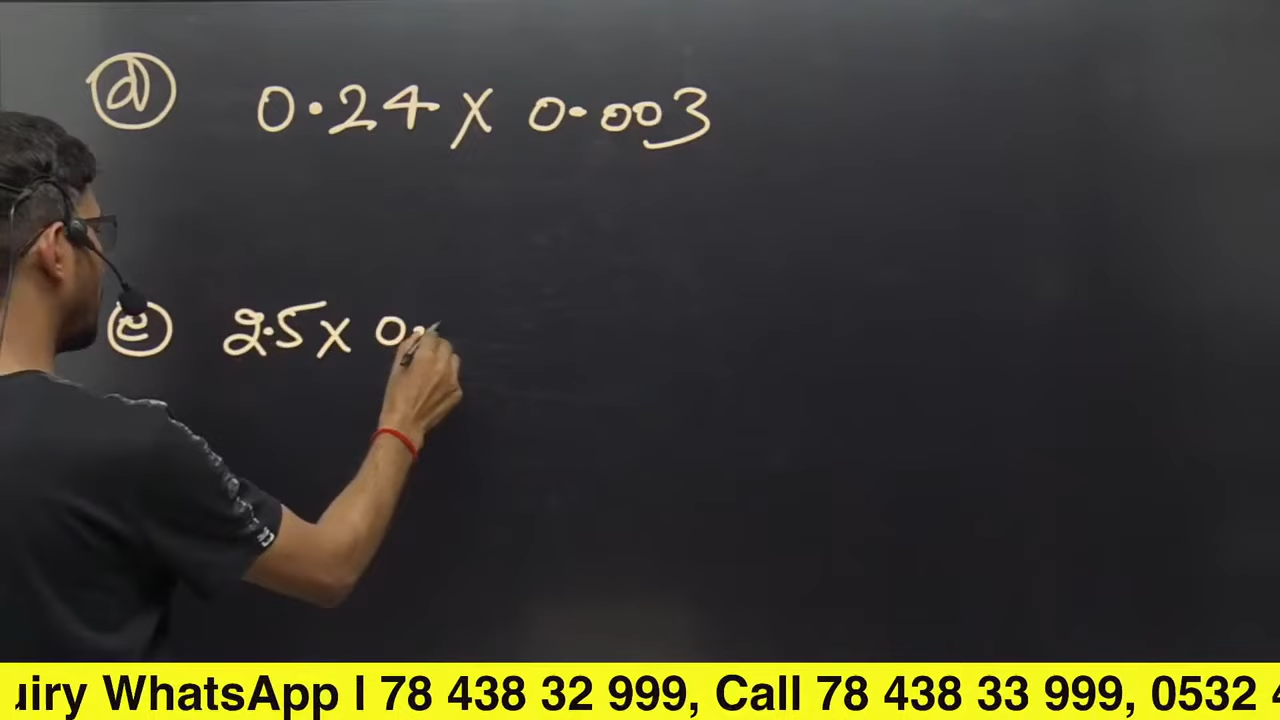 d 0.24 x 0.003
e 2.5 x 0.
uiry WhatsApp I 78 438 32 999, Call 78 438 33 999, 0532 4